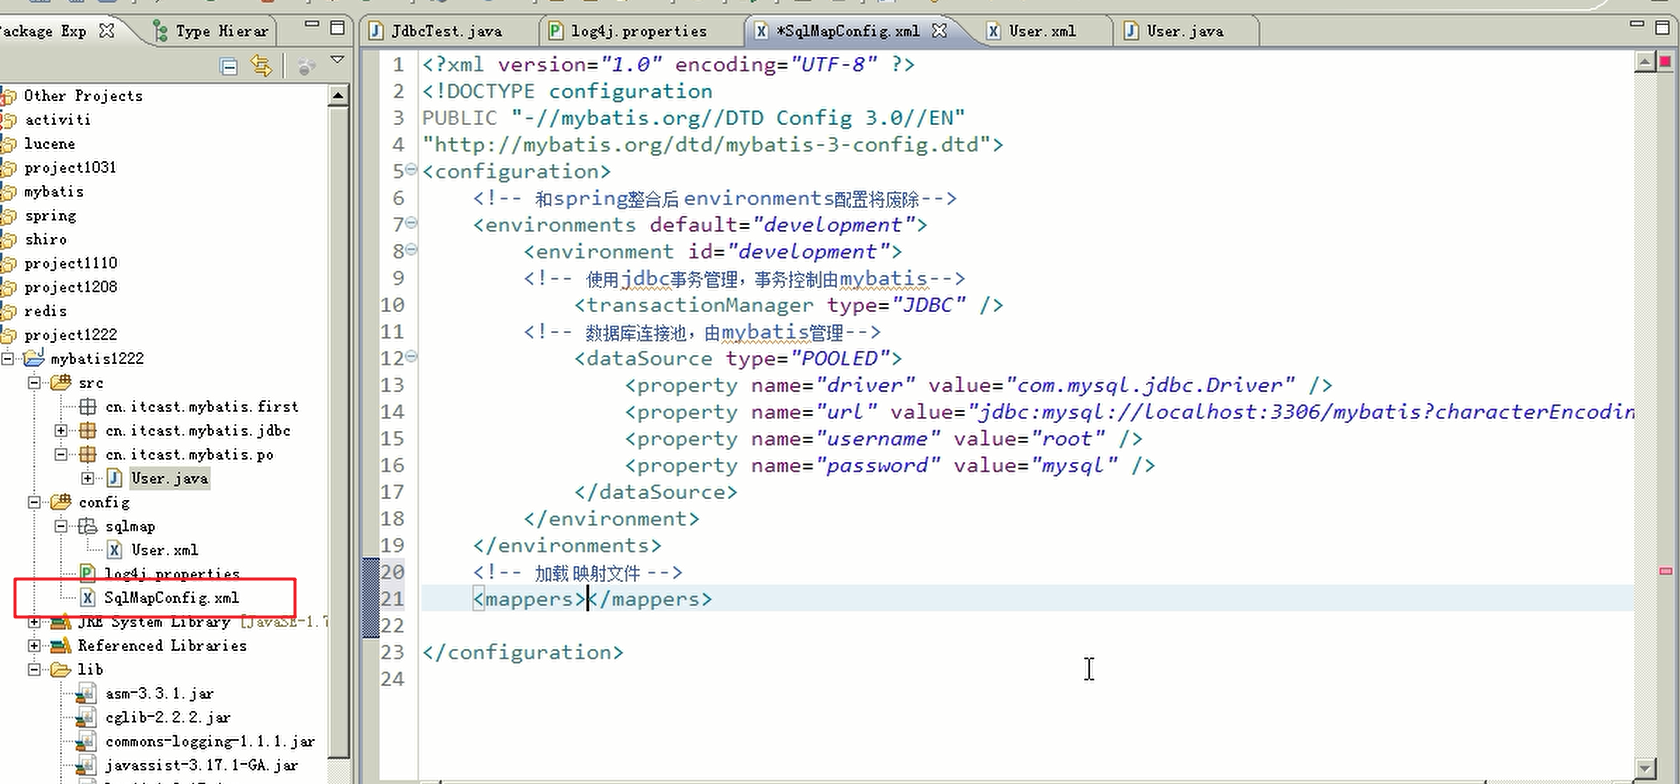 Package Exp
Type Hierar
JdbcTest.java
log4j.properties
*SqlMapConfig.xml
User.xml
User.java
Other Projects
activiti
lucene
project1031
mybatis
spring
shiro
project1110
project1208
redis
project1222
mybatis1222
src
cn.itcast.mybatis.first
cn.itcast.mybatis.jdbc
cn.itcast.mybatis.po
User.java
config
sqlmap
User.xml
log4j.properties
SqlMapConfig.xml
JRE System Library [JavaSE-1.7
Referenced Libraries
lib
asm-3.3.1.jar
cglib-2.2.2.jar
commons-logging-1.1.1.jar
javassist-3.17.1-GA.jar
1 <?xml version="1.0" encoding="UTF-8" ?>
2 <!DOCTYPE configuration
3 PUBLIC "-//mybatis.org//DTD Config 3.0//EN"
4 "http://mybatis.org/dtd/mybatis-3-config.dtd">
5 <configuration>
6 <!-- 和spring整合后 environments配置将废除-->
7 <environments default="development">
8 <environment id="development">
9 <!-- 使用jdbc事务管理，事务控制由mybatis-->
10 <transactionManager type="JDBC" />
11 <!-- 数据库连接池，由mybatis管理-->
12 <dataSource type="POOLED">
13 <property name="driver" value="com.mysql.jdbc.Driver" />
14 <property name="url" value="jdbc:mysql://localhost:3306/mybatis?characterEncodin
15 <property name="username" value="root" />
16 <property name="password" value="mysql" />
17 </dataSource>
18 </environment>
19 </environments>
20 <!-- 加载 映射文件 -->
21 <mappers></mappers>
22
23 </configuration>
24